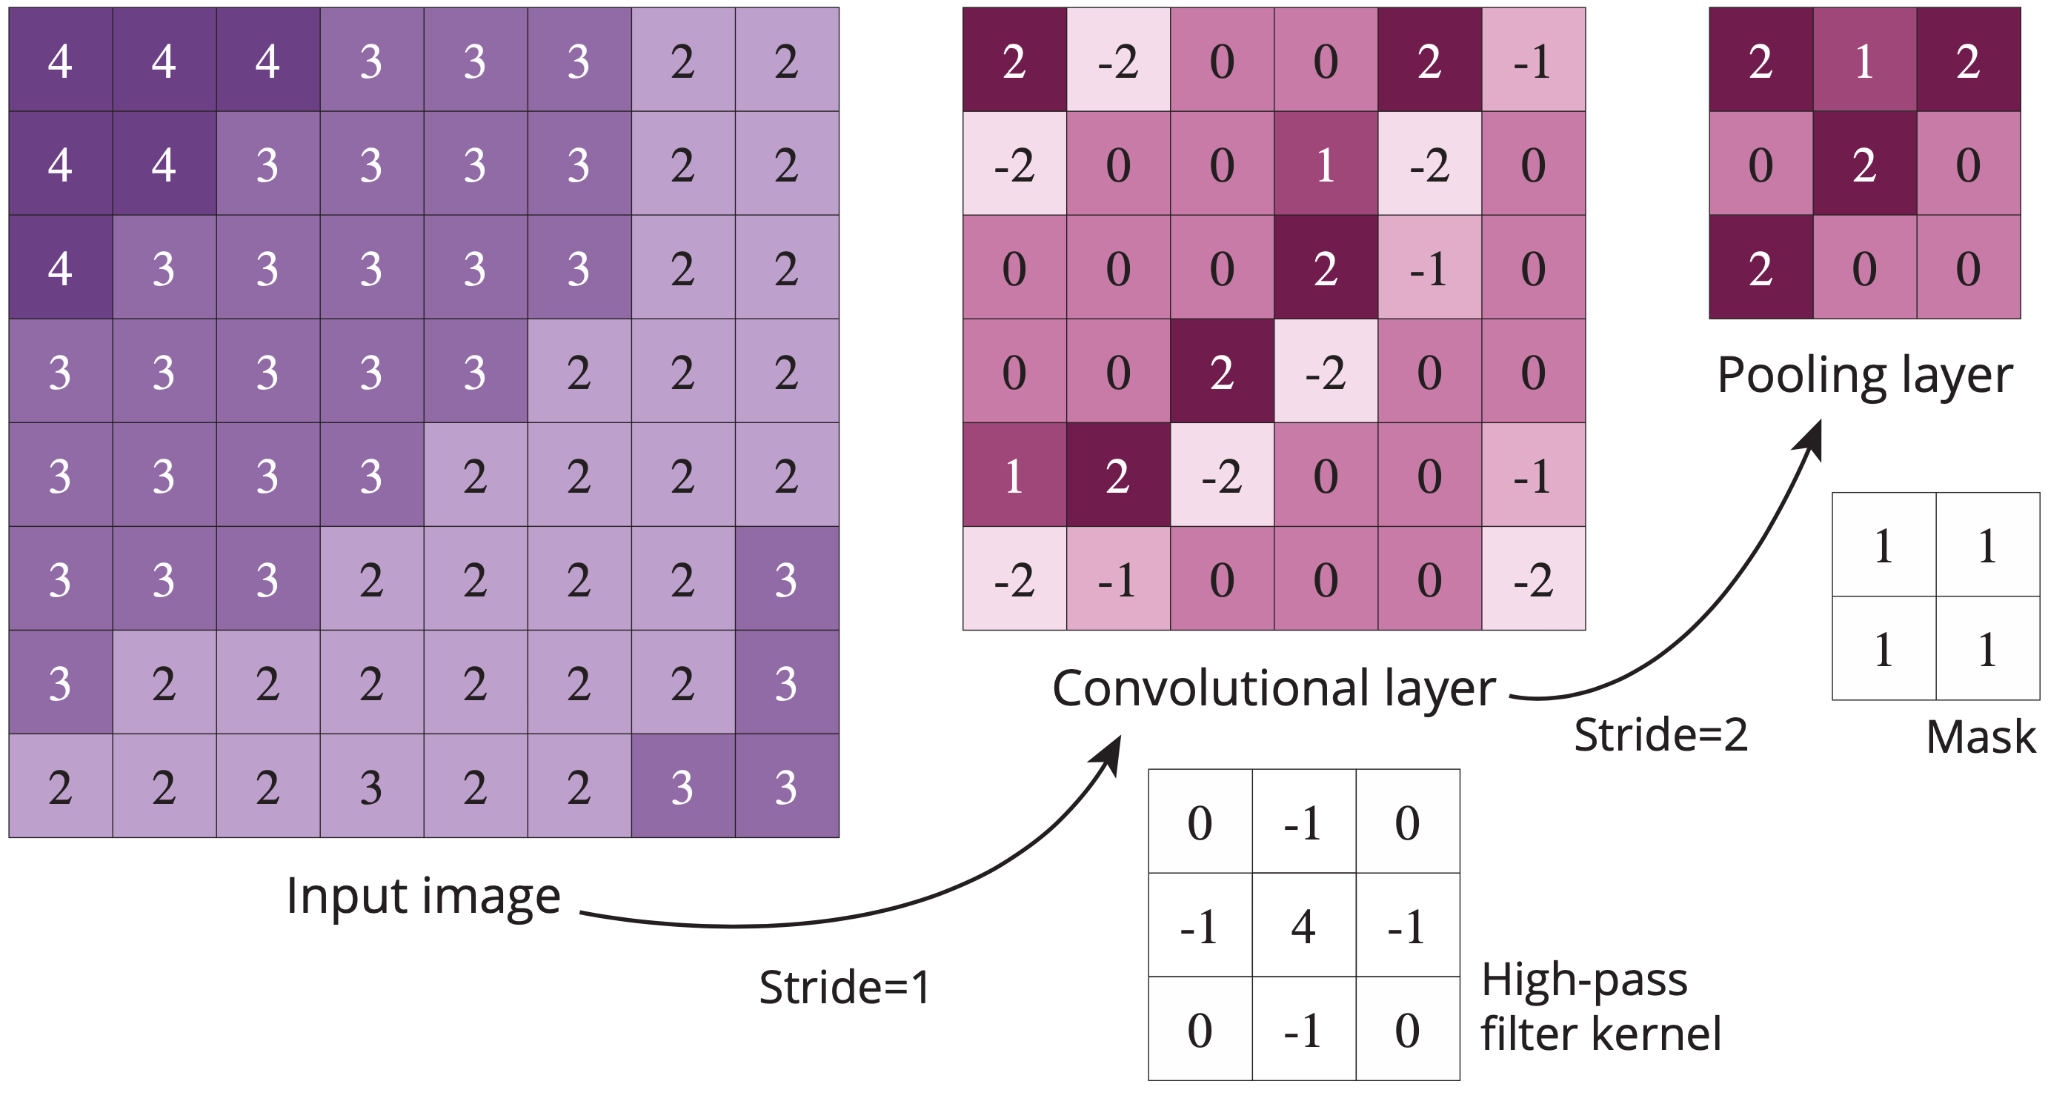 4 4 4 3 3 3 2 2
4 4 3 3 3 3 2 2
4 3 3 3 3 3 2 2
3 3 3 3 3 2 2 2
3 3 3 3 2 2 2 2
3 3 3 2 2 2 2 3
3 2 2 2 2 2 2 3
2 2 2 3 2 2 3 3
Input image
Stride=1
2 -2 0 0 2 -1
-2 0 0 1 -2 0
0 0 0 2 -1 0
0 0 2 -2 0 0
1 2 -2 0 0 -1
-2 -1 0 0 0 -2
Convolutional layer
0 -1 0
-1 4 -1
0 -1 0
High-pass
filter kernel
Stride=2
2 1 2
0 2 0
2 0 0
Pooling layer
1 1
1 1
Mask